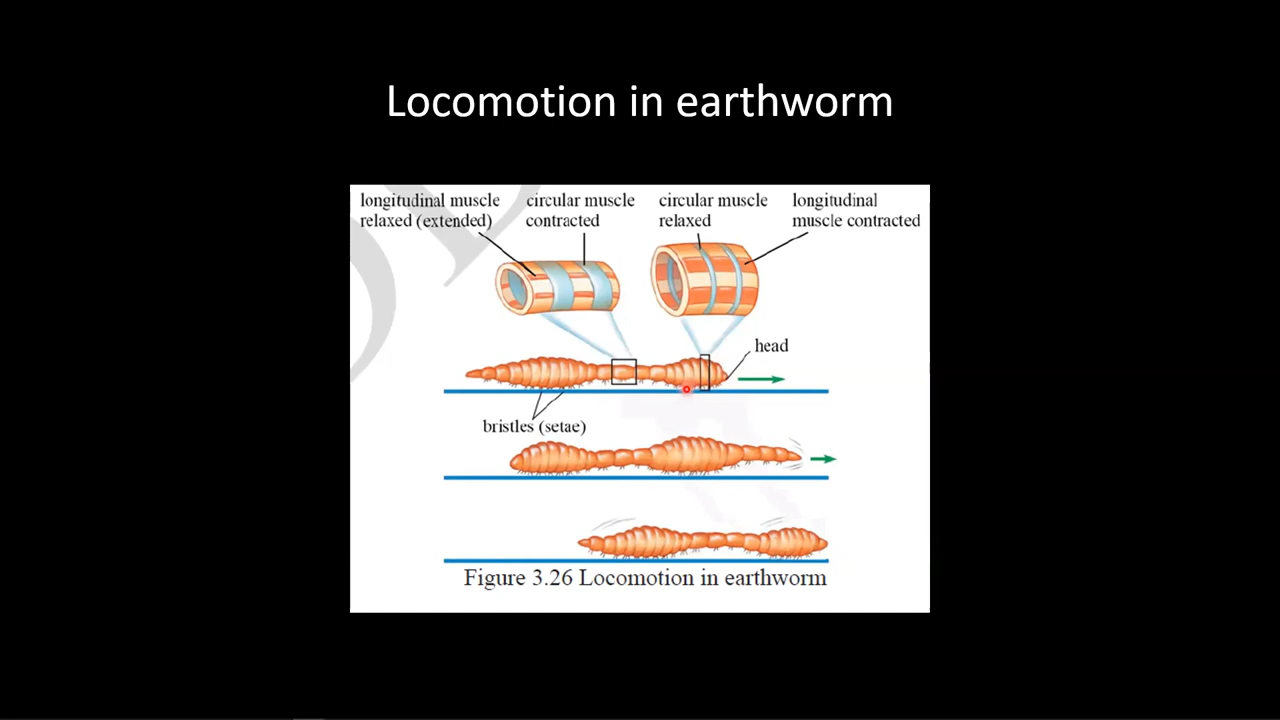 Locomotion in earthworm
longitudinal muscle
relaxed (extended)
circular muscle
contracted
circular muscle
relaxed
longitudinal
muscle contracted
head
bristles (setae)
Figure 3.26 Locomotion in earthworm